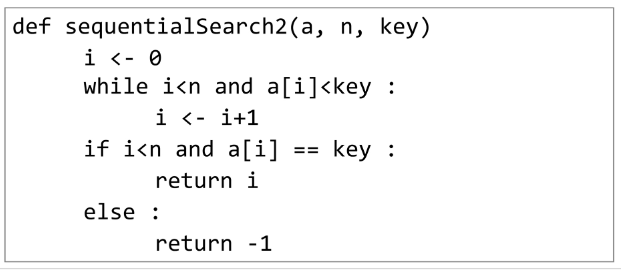 def sequentialSearch2(a, n, key)
i <- 0
while i<n and a[i]<key :
i <- i+1
if i<n and a[i] == key :
return i
else :
return -1